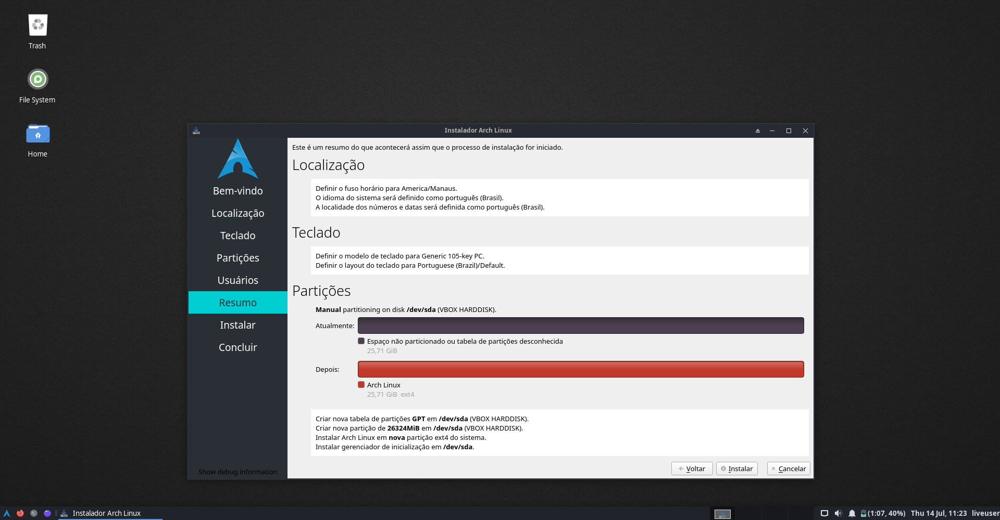 Trash
File System
Home
Instalador Arch Linux
Bem-vindo
Localização
Teclado
Partições
Usuários
Resumo
Instalar
Concluir
Show debug information
Este é um resumo do que acontecerá assim que o processo de instalação for iniciado.
Localização
Definir o fuso horário para America/Manaus.
O idioma do sistema será definido como português (Brasil).
A localidade dos números e datas será definida como português (Brasil).
Teclado
Definir o modelo de teclado para Generic 105-key PC.
Definir o layout do teclado para Portuguese (Brazil)/Default.
Partições
Manual partitioning on disk /dev/sda (VBOX HARDDISK).
Atualmente:
Espaço não particionado ou tabela de partições desconhecida
25,71 GiB
Depois:
Arch Linux
25,71 GiB ext4
Criar nova tabela de partições GPT em /dev/sda (VBOX HARDDISK).
Criar nova partição de 26324MiB em /dev/sda (VBOX HARDDISK).
Instalar Arch Linux em nova partição ext4 do sistema.
Instalar gerenciador de inicialização em /dev/sda.
Voltar Instalar Cancelar
Instalador Arch Linux (1:07, 40%) Thu 14 Jul, 11:23 liveuser